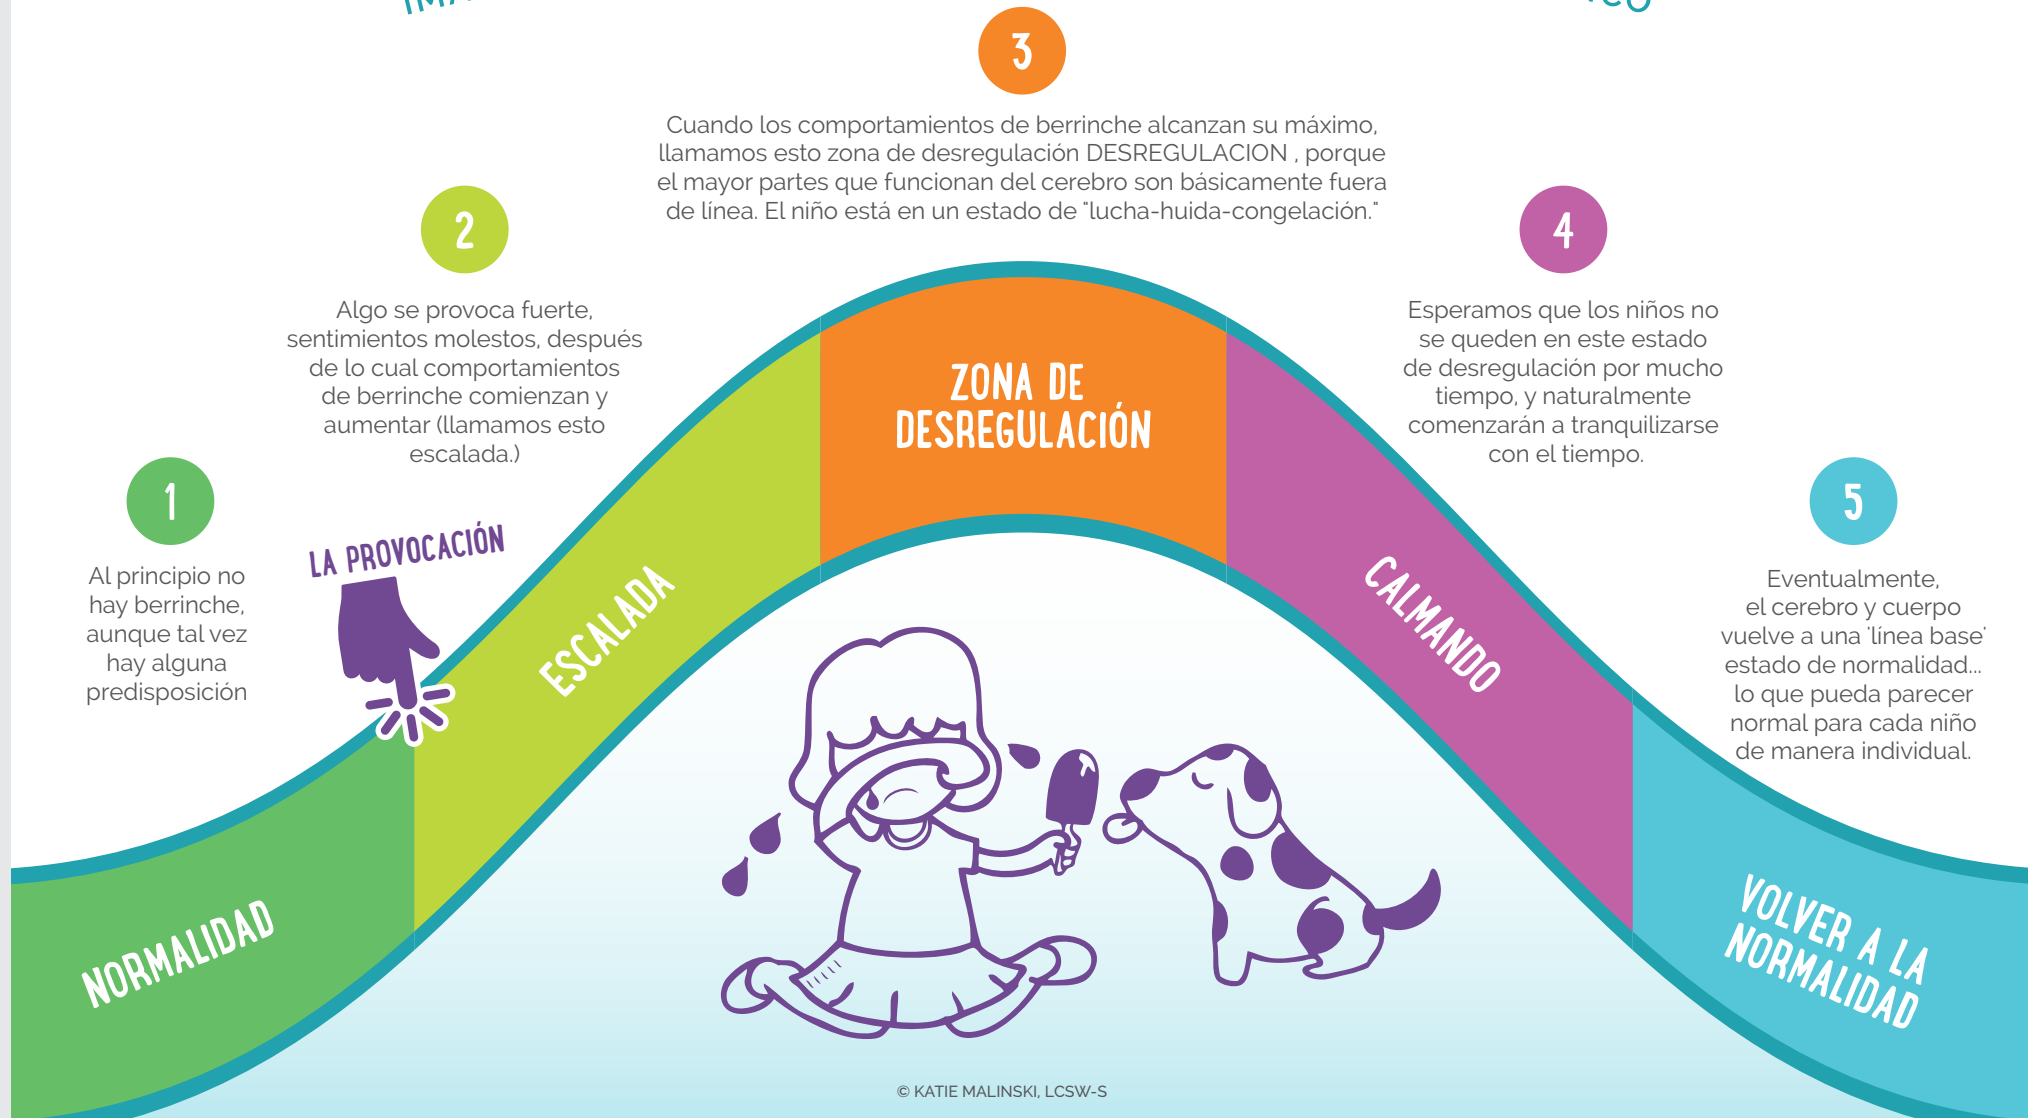 3
Cuando los comportamientos de berrinche alcanzan su máximo,
llamamos esto zona de desregulación DESREGULACION , porque
el mayor partes que funcionan del cerebro son básicamente fuera
de línea. El niño está en un estado de "lucha-huida-congelación."
2
Algo se provoca fuerte,
sentimientos molestos, después
de lo cual comportamientos
de berrinche comienzan y
aumentar (llamamos esto
escalada.)
4
Esperamos que los niños no
se queden en este estado
de desregulación por mucho
tiempo, y naturalmente
comenzarán a tranquilizarse
con el tiempo.
1
Al principio no
hay berrinche,
aunque tal vez
hay alguna
predisposición
5
Eventualmente,
el cerebro y cuerpo
vuelve a una 'línea base'
estado de normalidad...
lo que pueda parecer
normal para cada niño
de manera individual.
LA PROVOCACIÓN
NORMALIDAD
ESCALADA
ZONA DE
DESREGULACIÓN
CALMANDO
VOLVER A LA
NORMALIDAD
© KATIE MALINSKI, LCSW-S